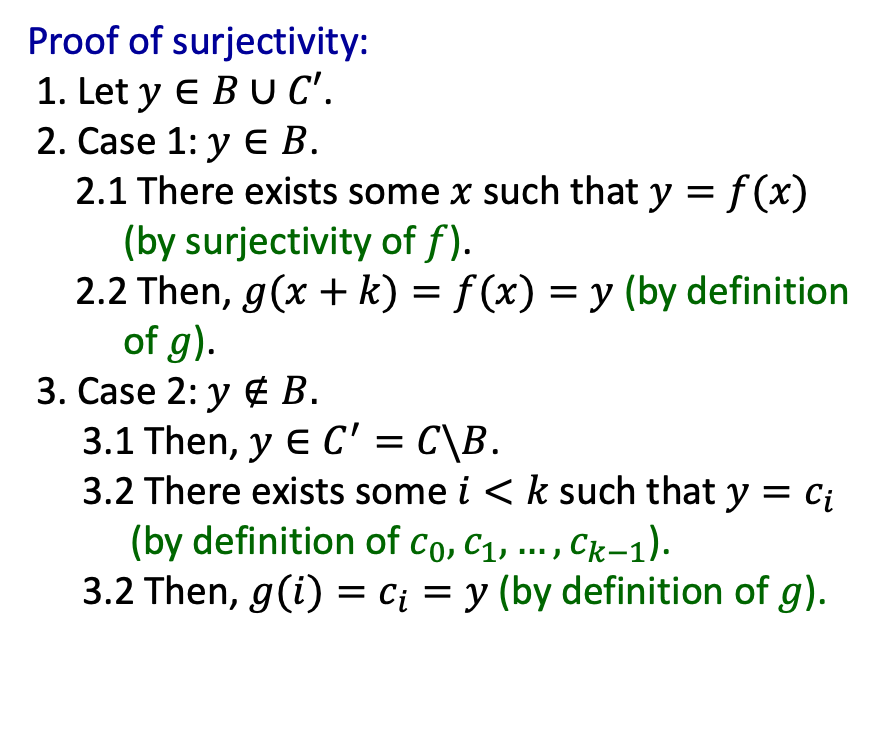 Proof of surjectivity:
1. Let y ∈ B ∪ C′.
2. Case 1: y ∈ B.
2.1 There exists some x such that y = f(x)
(by surjectivity of f).
2.2 Then, g(x + k) = f(x) = y (by definition
of g).
3. Case 2: y ∉ B.
3.1 Then, y ∈ C′ = C\B.
3.2 There exists some i < k such that y = cᵢ
(by definition of c₀, c₁, … , cₖ₋₁).
3.2 Then, g(i) = cᵢ = y (by definition of g).